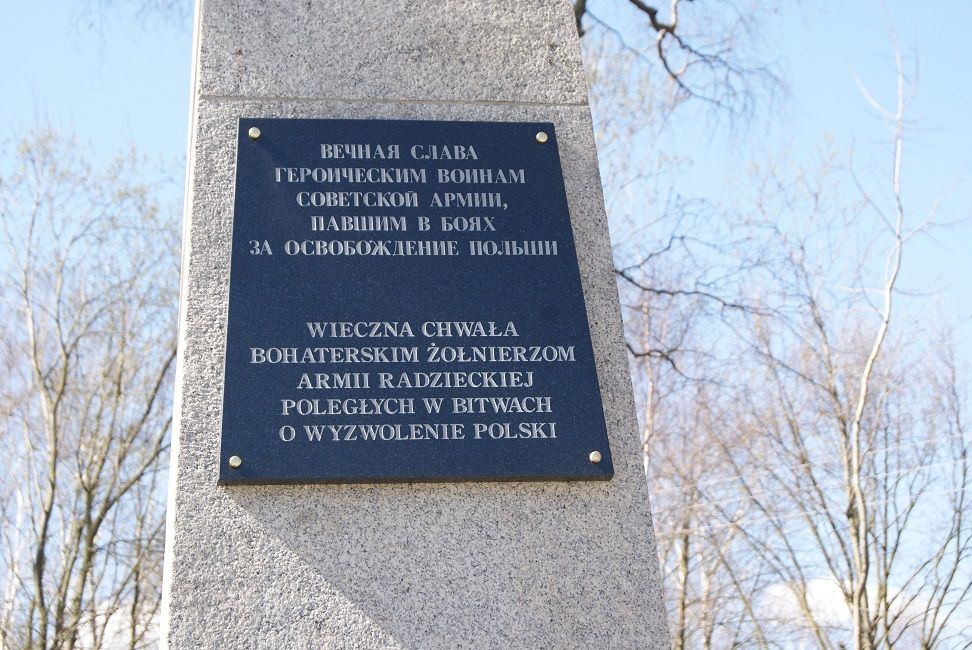 ВЕЧНАЯ СЛАВА
ГЕРОИЧЕСКИМ ВОИНАМ
СОВЕТСКОЙ АРМИИ,
ПАВШИМ В БОЯХ
ЗА ОСВОБОЖДЕНИЕ ПОЛЬШИ
WIECZNA CHWAŁA
BOHATERSKIM ŻOŁNIERZOM
ARMII RADZIECKIEJ
POLEGŁYCH W BITWACH
O WYZWOLENIE POLSKI